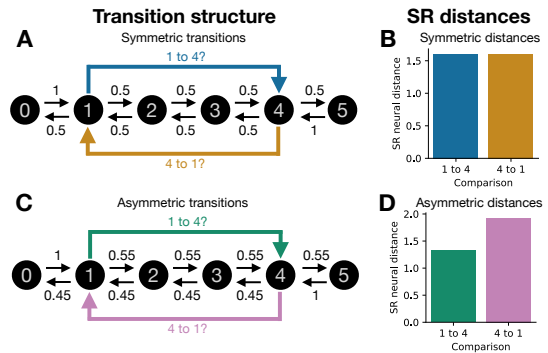 Transition structure
SR distances
A
Symmetric transitions
1 to 4?
1 0.5 0.5 0.5 0.5
0 1 2 3 4 5
0.5 0.5 0.5 0.5 1
4 to 1?
B
Symmetric distances
SR neural distance
1.5
1.0
0.5
0.0
1 to 4 4 to 1
Comparison
C
Asymmetric transitions
1 to 4?
1 0.55 0.55 0.55 0.55
0 1 2 3 4 5
0.45 0.45 0.45 0.45 1
4 to 1?
D
Asymmetric distances
SR neural distance
2.0
1.5
1.0
0.5
0.0
1 to 4 4 to 1
Comparison